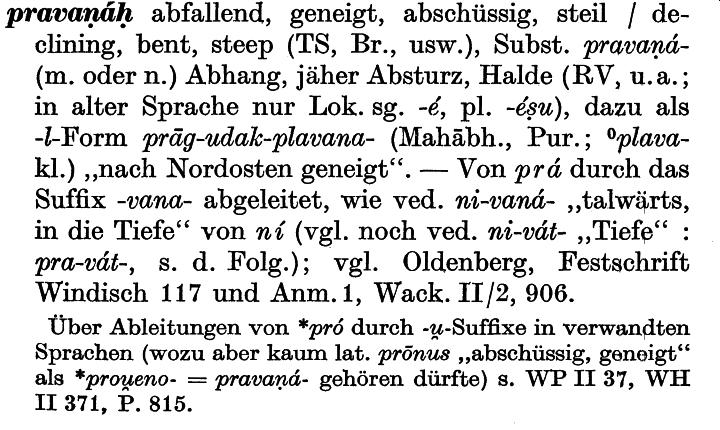 pravaṇáḥ abfallend, geneigt, abschüssig, steil / de-
clining, bent, steep (TS, Br., usw.), Subst. pravaṇá-
(m. oder n.) Abhang, jäher Absturz, Halde (RV, u. a.;
in alter Sprache nur Lok. sg. -é, pl. -éṣu), dazu als
-l-Form prāg-udak-plavana- (Mahābh., Pur.; ⁰plava-
kl.) „nach Nordosten geneigt“. — Von prá durch das
Suffix -vana- abgeleitet, wie ved. ni-vaná- „talwärts,
in die Tiefe“ von ní (vgl. noch ved. ni-vát- „Tiefe“ :
pra-vát-, s. d. Folg.); vgl. Oldenberg, Festschrift
Windisch 117 und Anm. 1, Wack. II/2, 906.
Über Ableitungen von *pró durch -u̯-Suffixe in verwandten
Sprachen (wozu aber kaum lat. prōnus „abschüssig, geneigt“
als *prou̯eno- = pravaṇá- gehören dürfte) s. WP II 37, WH
II 371, P. 815.